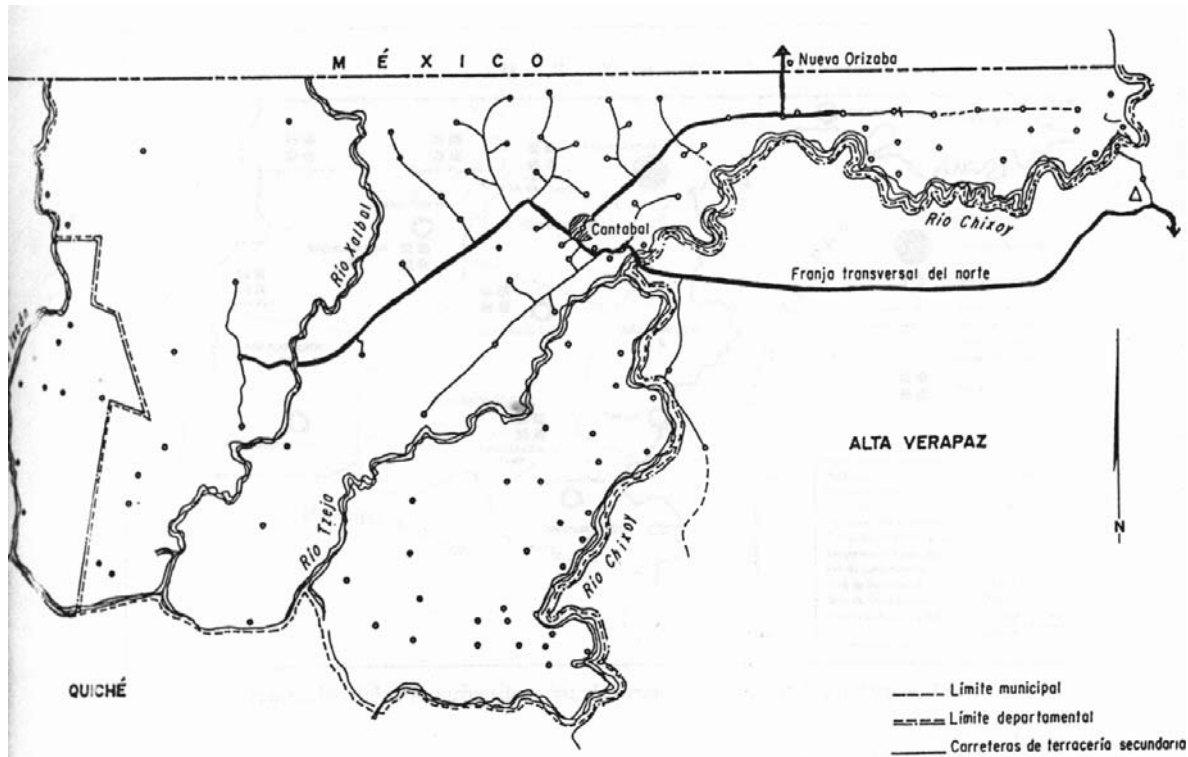 MÉXICO
Nueva Orizaba
Río Xalbal
Cantabal
Río Chixoy
Franja transversal del norte
ALTA VERAPAZ
N
Río Tzeja
Río Chixoy
QUICHÉ
Límite municipal
Límite departamental
Carreteras de terracería secundaria